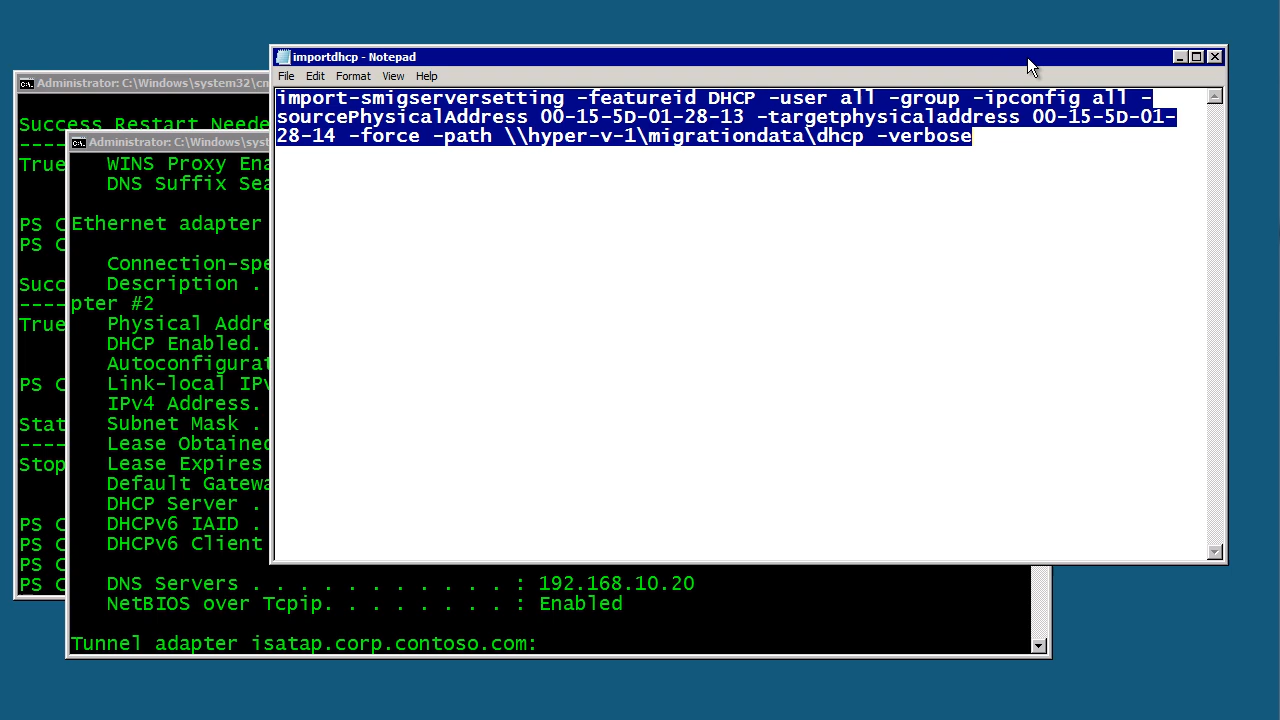 importdhcp - Notepad
File Edit Format View Help
import-smigserversetting -featureid DHCP -user all -group -ipconfig all -
sourcePhysicalAddress 00-15-5D-01-28-13 -targetphysicaladdress 00-15-5D-01-
28-14 -force -path \\hyper-v-1\migrationdata\dhcp -verbose
Administrator: C:\Windows\system32\cm
Success Restart Neede
----
True
PS C
PS C
Succ
----
True
PS C
Stat
----
Stop
PS C
PS C
PS C
PS C
Administrator: C:\Windows\syst
WINS Proxy Ena
DNS Suffix Sea
Ethernet adapter
Connection-spe
Description .
pter #2
Physical Addre
DHCP Enabled.
Autoconfigurat
Link-local IPv
IPv4 Address.
Subnet Mask .
Lease Obtained
Lease Expires
Default Gatewa
DHCP Server .
DHCPv6 IAID .
DHCPv6 Client
DNS Servers . . . . . . . . . . . : 192.168.10.20
NetBIOS over Tcpip. . . . . . . . : Enabled
Tunnel adapter isatap.corp.contoso.com: